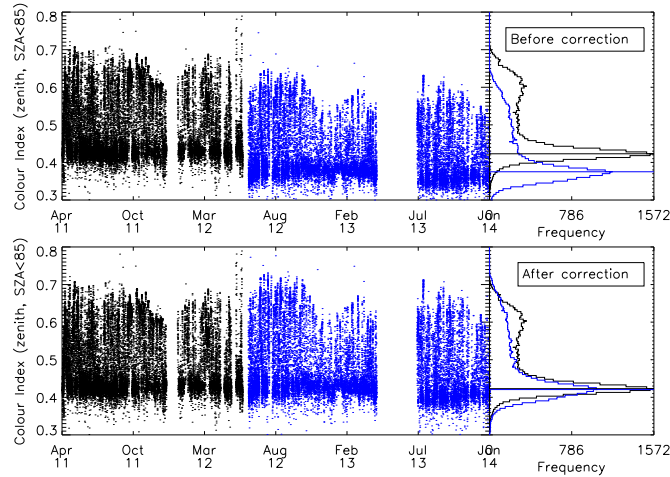 Colour Index (zenith, SZA<85)
0.8
0.7
0.6
0.5
0.4
0.3
Before correction
Apr Oct Mar Aug Feb Jul Jan 786 1572
11 11 12 12 13 13 14 Frequency
Colour Index (zenith, SZA<85)
0.8
0.7
0.6
0.5
0.4
0.3
After correction
Apr Oct Mar Aug Feb Jul Jan 786 1572
11 11 12 12 13 13 14 Frequency